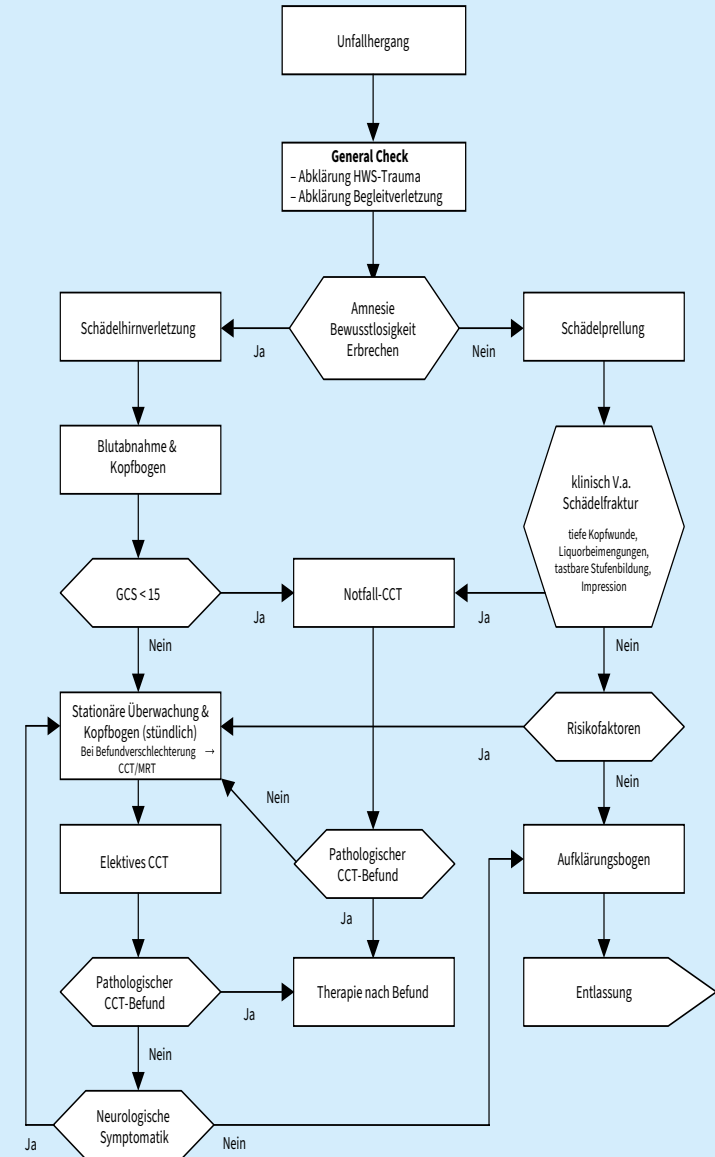 Unfallhergang
General Check
– Abklärung HWS-Trauma
– Abklärung Begleitverletzung
Amnesie
Bewusstlosigkeit
Erbrechen
Ja
Nein
Schädelhirnverletzung
Schädelprellung
Blutabnahme &
Kopfbogen
klinisch V.a.
Schädelfraktur
tiefe Kopfwunde,
Liquorbeimengungen,
tastbare Stufenbildung,
Impression
GCS < 15
Ja
Notfall-CCT
Ja
Nein
Nein
Stationäre Überwachung &
Kopfbogen (stündlich)
Bei Befundverschlechterung →
CCT/MRT
Risikofaktoren
Ja
Nein
Nein
Elektives CCT
Pathologischer
CCT-Befund
Aufklärungsbogen
Ja
Pathologischer
CCT-Befund
Ja
Therapie nach Befund
Entlassung
Nein
Neurologische
Symptomatik
Ja
Nein